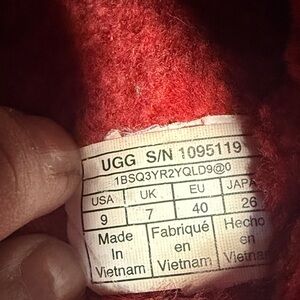 UGG S/N 1095119
1BSQ3YR2YQLD9@0
USA UK EU JAPA
9 7 40 26
Made In Vietnam Fabriqué en Vietnam Hecho en Vietnam